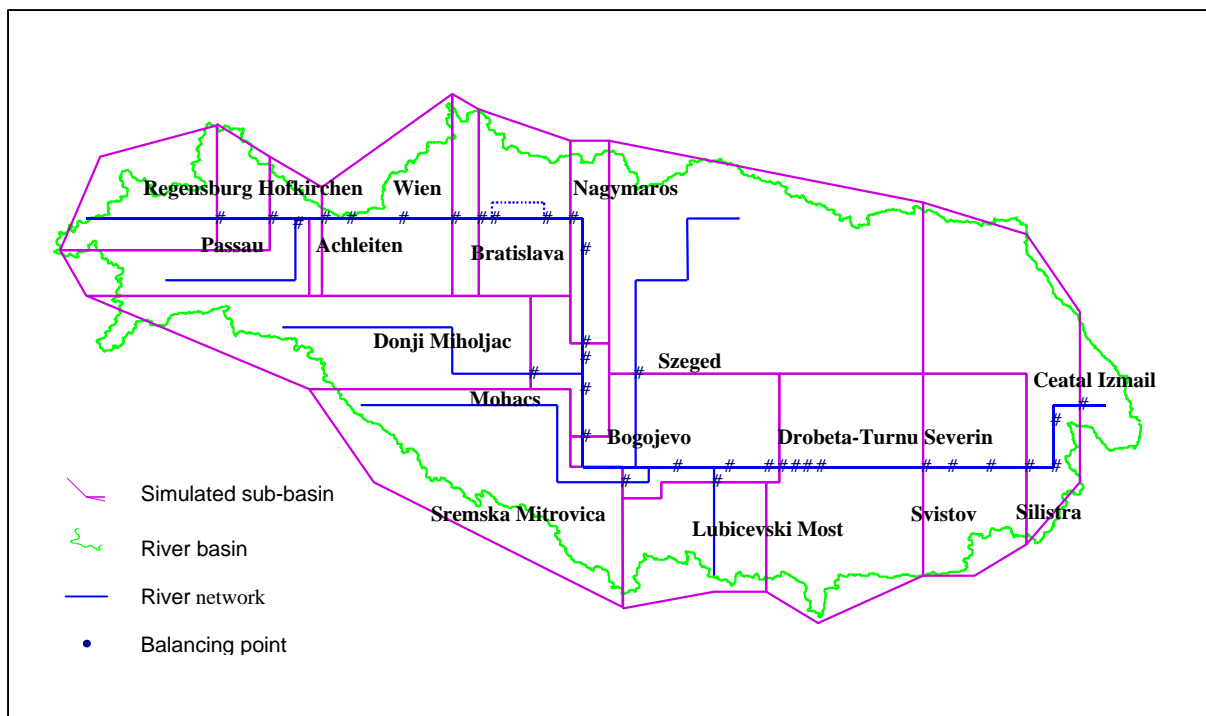 Regensburg Hofkirchen Wien Nagymaros
Passau Achleiten Bratislava
Donji Miholjac Szeged
Ceatal Izmail
Mohacs
Bogojevo Drobeta-Turnu Severin
Sremska Mitrovica Lubicevski Most Svistov Silistra
Simulated sub-basin
River basin
River network
Balancing point